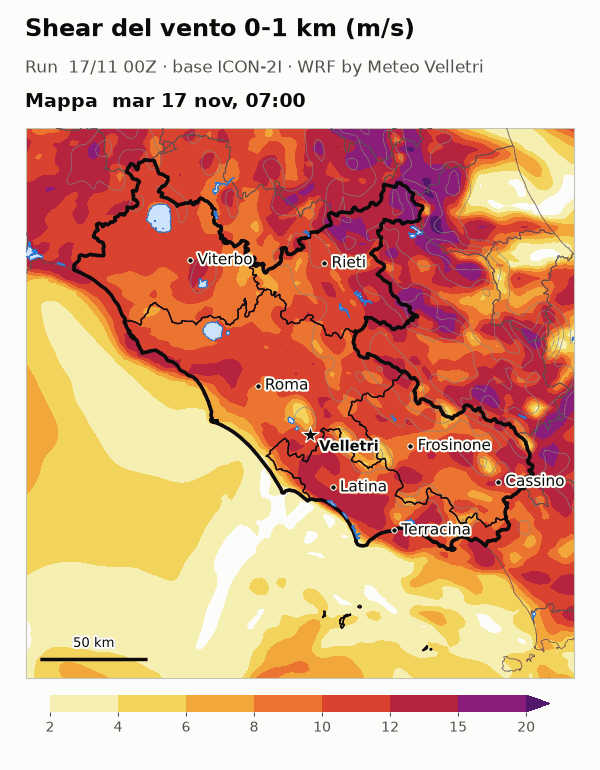 Shear del vento 0-1 km (m/s)
Run  17/11 00Z · base ICON-2I · WRF by Meteo Velletri
Mappa  mar 17 nov, 07:00
Viterbo
Rieti
Roma
Velletri
Frosinone
Latina
Cassino
Terracina
50 km
2 4 6 8 10 12 15 20